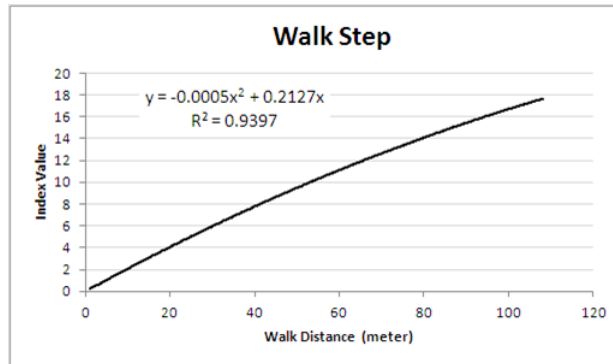 Walk Step
y = -0.0005x² + 0.2127x
R² = 0.9397
20
18
16
14
12
10
8
6
4
2
0
Index Value
0 20 40 60 80 100 120
Walk Distance (meter)